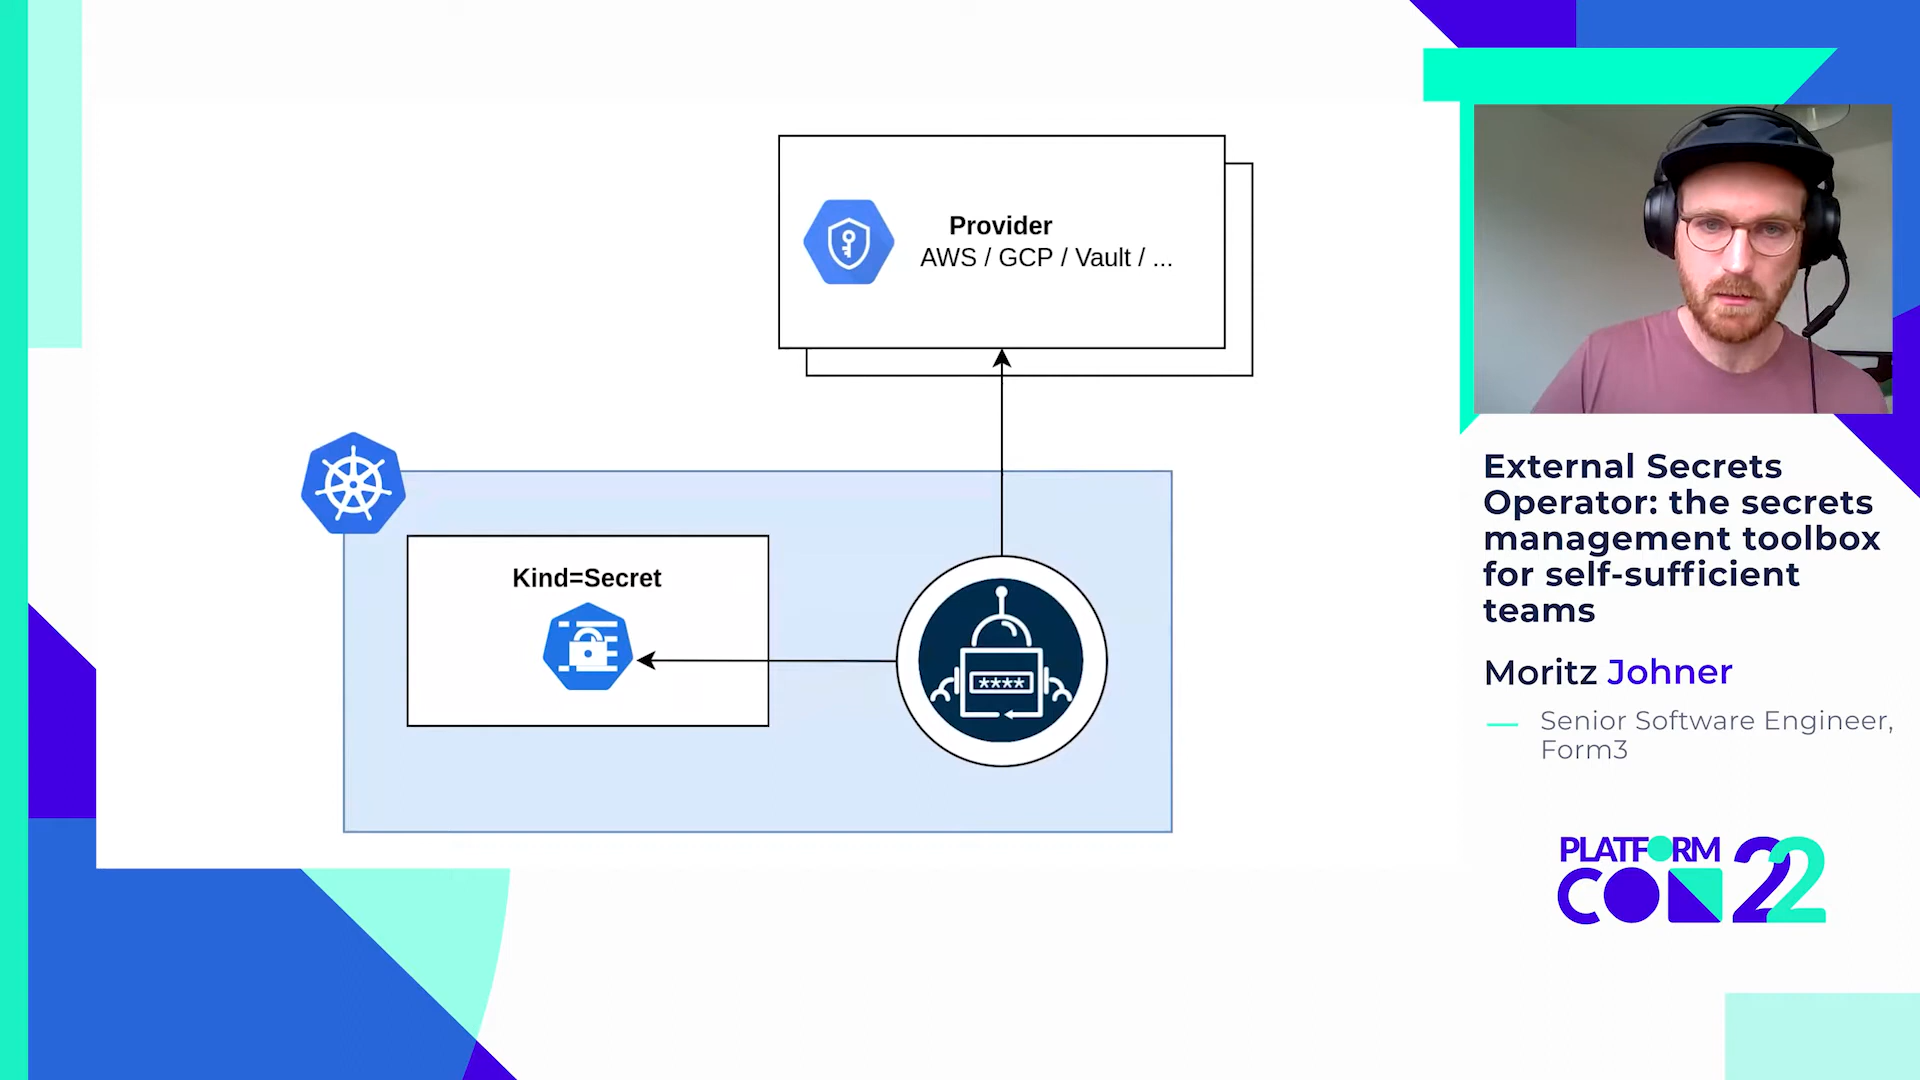 Provider
AWS / GCP / Vault / ...
Kind=Secret
****
External Secrets
Operator: the secrets
management toolbox
for self-sufficient
teams
Moritz Johner
Senior Software Engineer,
Form3
PLATFORM
CON 22